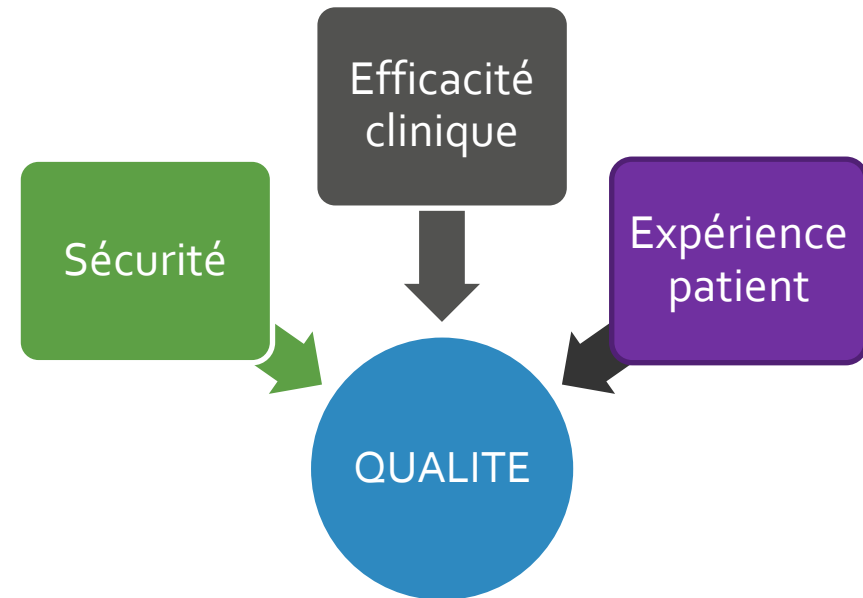 Efficacité
clinique
Sécurité
Expérience
patient
QUALITE